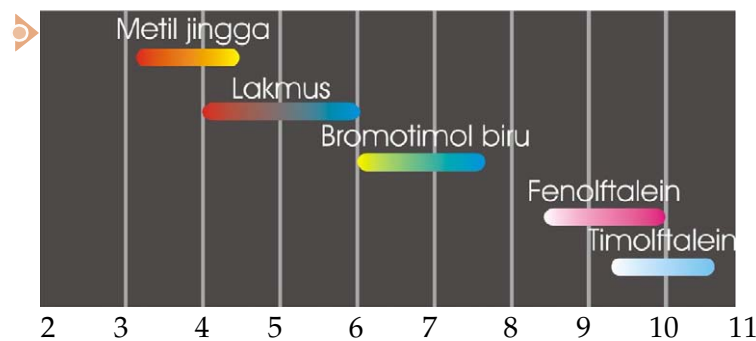 Metil jingga
Lakmus
Bromotimol biru
Fenolftalein
Timolftalein
2 3 4 5 6 7 8 9 10 11